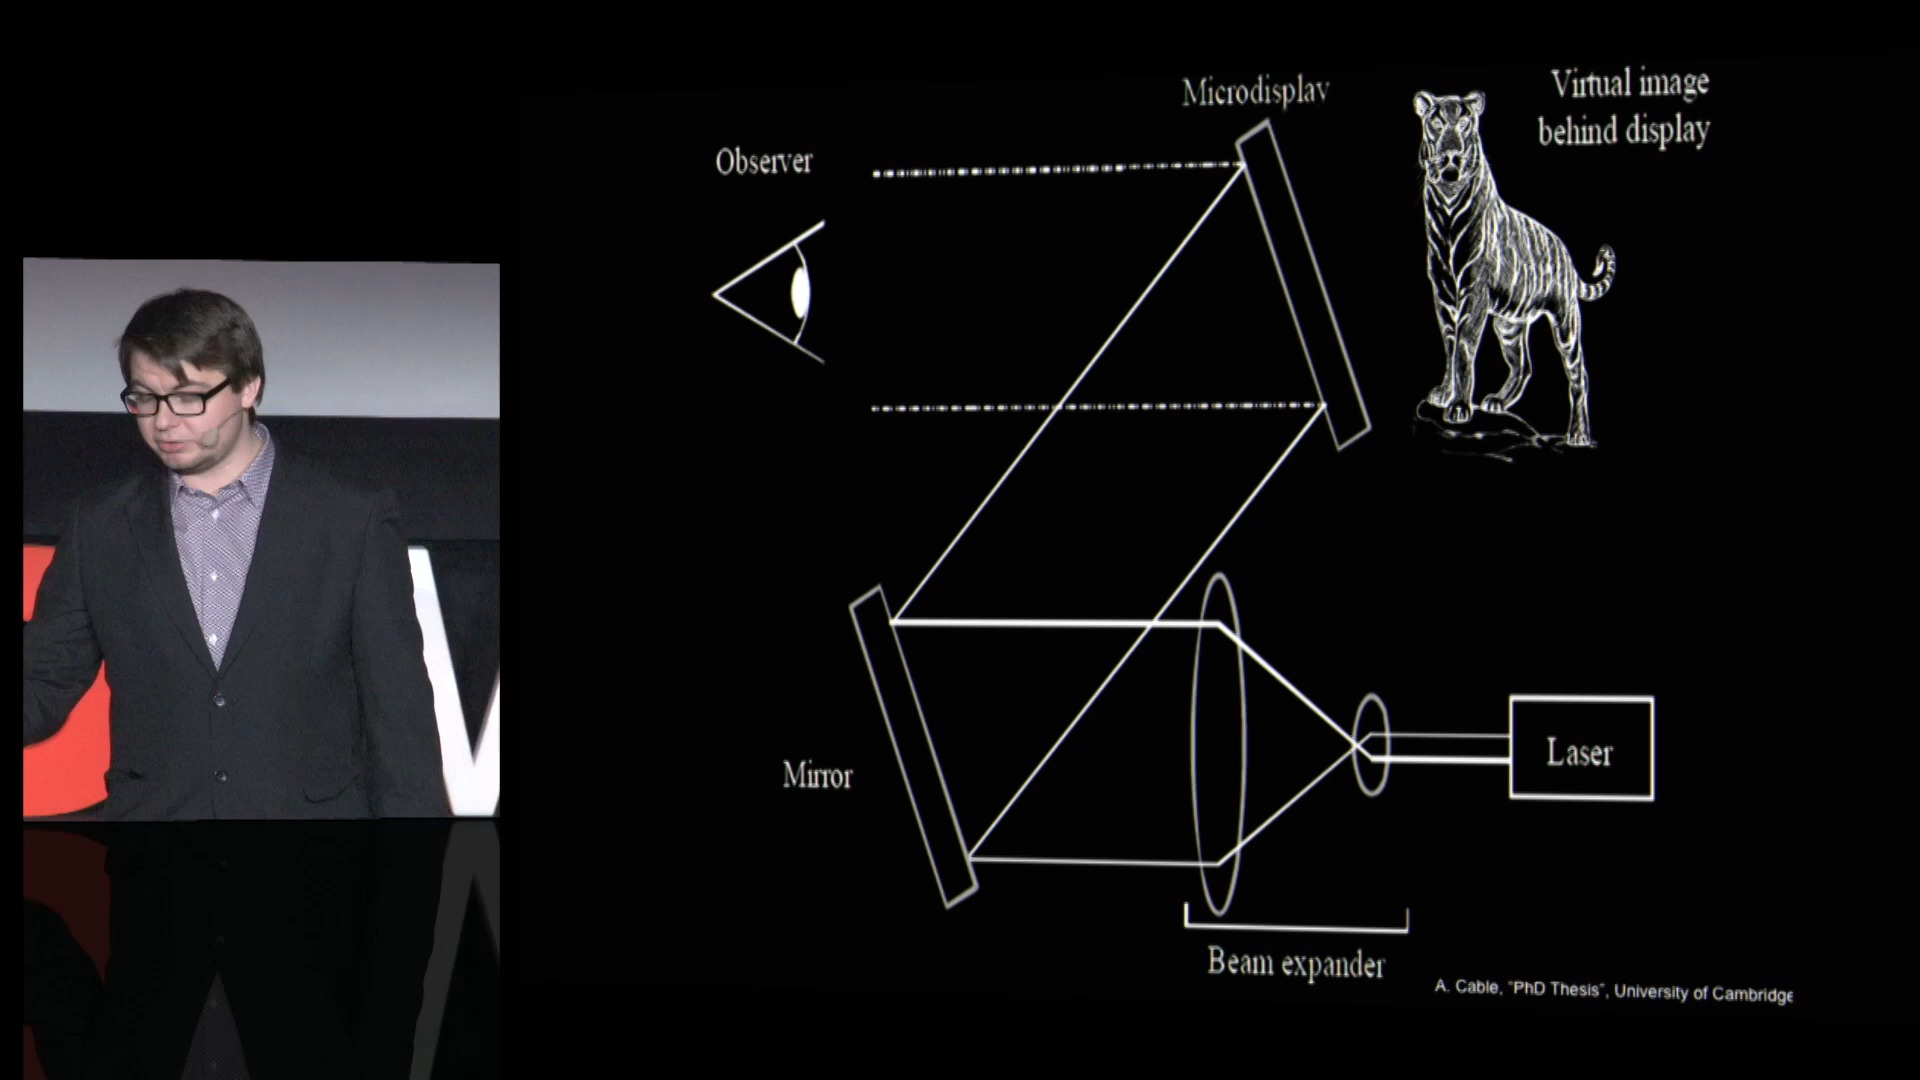 Microdisplay
Virtual image
behind display
Observer
Mirror
Laser
Beam expander
A. Cable, "PhD Thesis", University of Cambridge